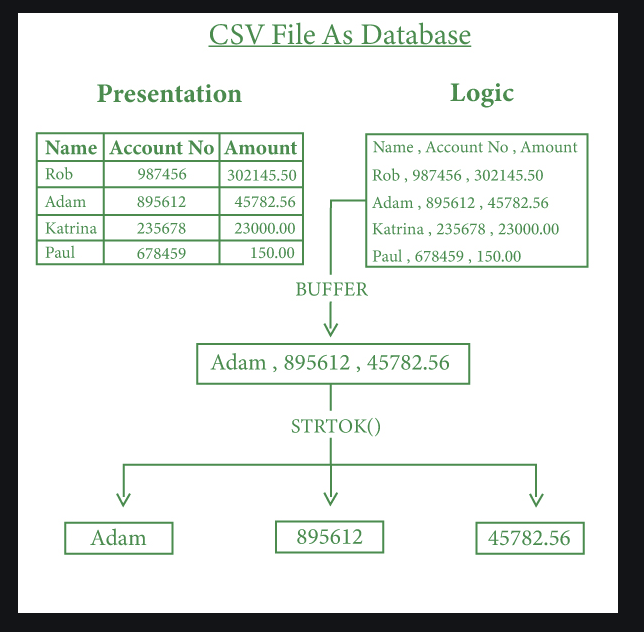 CSV File As Database
Presentation
Logic
Name Account No Amount
Rob 987456 302145.50
Adam 895612 45782.56
Katrina 235678 23000.00
Paul 678459 150.00
Name , Account No , Amount
Rob , 987456 , 302145.50
Adam , 895612 , 45782.56
Katrina , 235678 , 23000.00
Paul , 678459 , 150.00
BUFFER
Adam , 895612 , 45782.56
STRTOK()
Adam
895612
45782.56